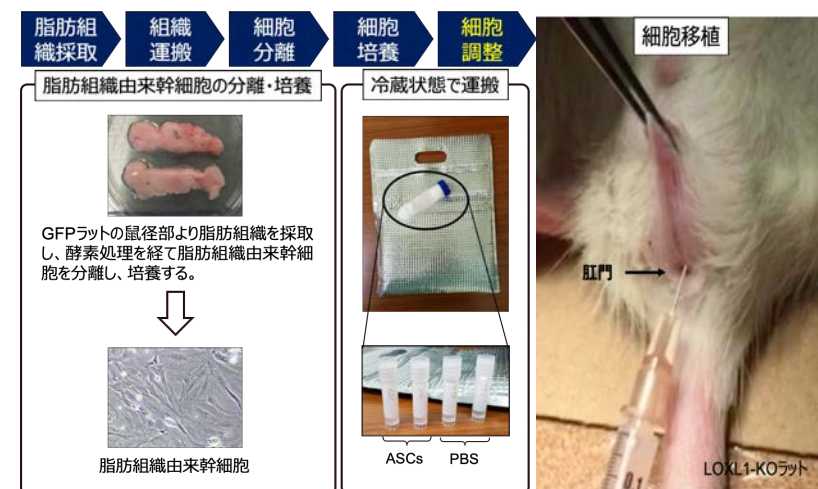 脂肪組
織採取
組織
運搬
細胞
分離
細胞
培養
細胞
調整
細胞移植
脂肪組織由来幹細胞の分離・培養
冷蔵状態で運搬
GFPラットの鼠径部より脂肪組織を採取
し、酵素処理を経て脂肪組織由来幹細
胞を分離し、培養する。
脂肪組織由来幹細胞
ASCs
PBS
肛門
0.1
LOXL1-KOラット